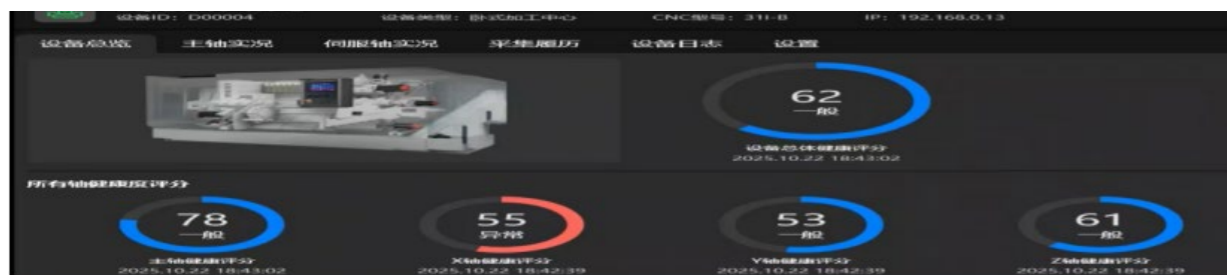 设备ID: D00004 设备类型: 卧式加工中心 CNC型号: 31I-B IP: 192.168.0.13
设备总览 主轴实况 伺服轴实况 采集履历 设备日志 设置
62
一般
设备总体健康评分
2025.10.22 18:43:02
所有轴健康度评分
78 55 53 61
一般 异常 一般 一般
主轴健康评分 X轴健康评分 Y轴健康评分 Z轴健康评分
2025.10.22 18:43:02 2025.10.22 18:42:39 2025.10.22 18:42:39 2025.10.22 18:42:39